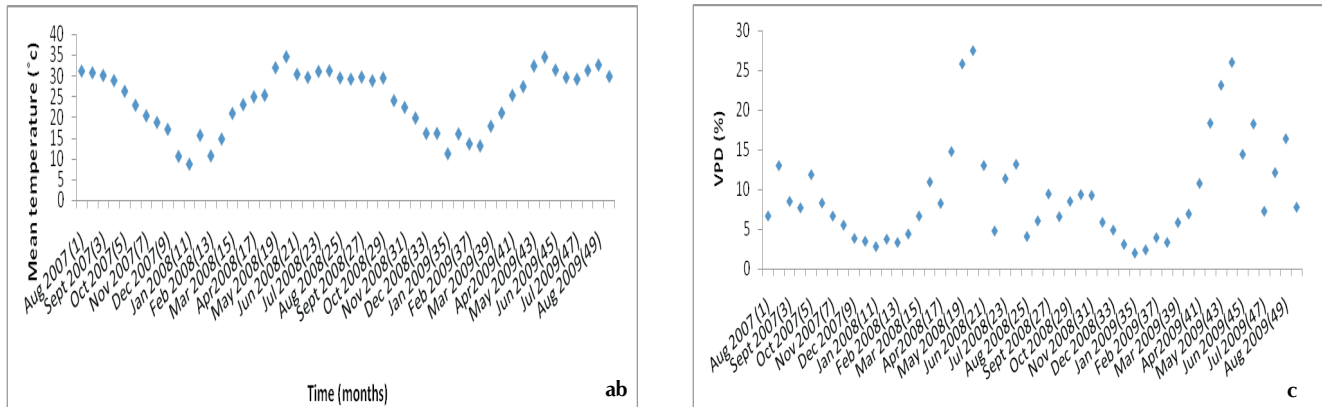 Mean temperature (˚c)
40
35
30
25
20
15
10
5
0
Aug 2007 (1)
Sept 2007(3)
Oct 2007(5)
Nov 2007(7)
Dec 2007(9)
Jan 2008(11)
Feb 2008(13)
Mar 2008(15)
Apr2008(17)
May 2008(19)
Jun 2008(21)
Jul 2008(23)
Aug 2008(25)
Sept 2008(27)
Oct 2008(29)
Nov 2008(31)
Dec 2008(33)
Jan 2009(35)
Feb 2009(37)
Mar 2009(39)
Apr2009(41)
May 2009(43)
Jun 2009(45)
Jul 2009(47)
Aug 2009(49)
Time (months)
ab
VPD (%)
30
25
20
15
10
5
0
Aug 2007 (1)
Sept 2007(3)
Oct 2007(5)
Nov 2007(7)
Dec 2007(9)
Jan 2008(11)
Feb 2008(13)
Mar 2008(15)
Apr2008(17)
May 2008(19)
Jun 2008(21)
Jul 2008(23)
Aug 2008(25)
Sept 2008(27)
Oct 2008(29)
Nov 2008(31)
Dec 2008(33)
Jan 2009(35)
Feb 2009(37)
Mar 2009(39)
Apr2009(41)
May 2009(43)
Jun 2009(45)
Jul 2009(47)
Aug 2009(49)
c